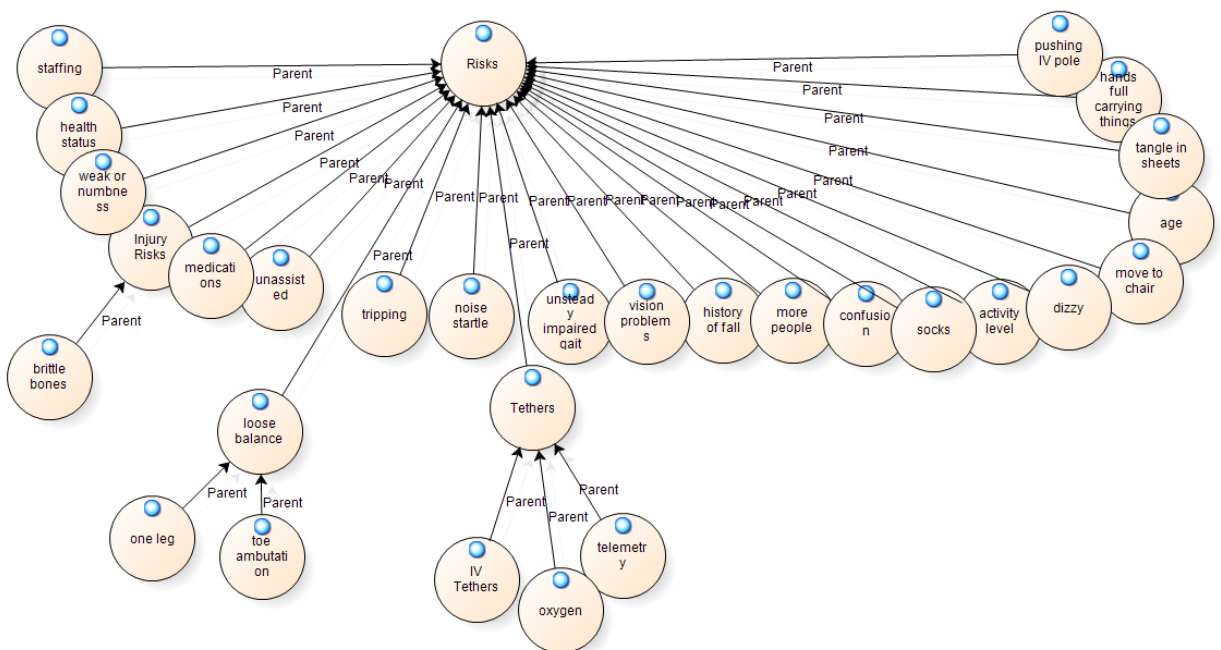 staffing
Parent
Risks
Parent
pushing
IV pole
Parent
hands
full
carrying
things
health
status
Parent
Parent
tangle in
sheets
weak or
numbne
ss
Parent
Parent
age
Injury
Risks
Parent
Parent
move to
chair
medicati
ons
Parent
unassist
ed
Parent
Parent
tripping
Parent
noise
startle
Parent
Parent
unstead
y
impaired
gait
Parent
vision
problem
s
Parent
history
of fall
Parent
more
people
Parent
confusio
n
Parent
socks
Parent
activity
level
Parent
dizzy
Parent
brittle
bones
Parent
loose
balance
Tethers
Parent
one leg
Parent
toe
ambutati
on
Parent
IV
Tethers
Parent
oxygen
Parent
telemetr
y